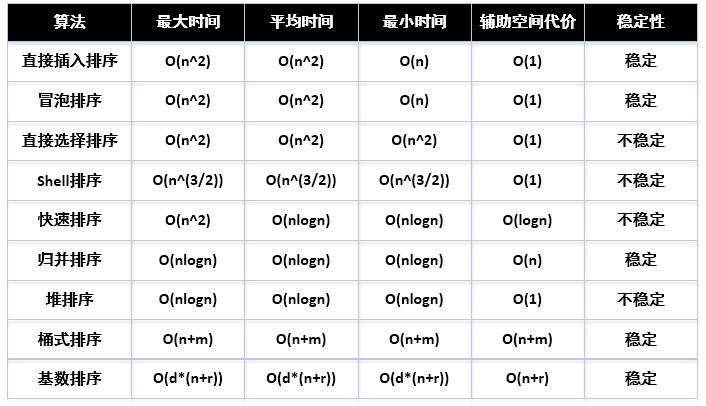 算法 最大时间 平均时间 最小时间 辅助空间代价 稳定性
直接插入排序 O(n^2) O(n^2) O(n) O(1) 稳定
冒泡排序 O(n^2) O(n^2) O(n) O(1) 稳定
直接选择排序 O(n^2) O(n^2) O(n^2) O(1) 不稳定
Shell排序 O(n^(3/2)) O(n^(3/2)) O(n^(3/2)) O(1) 不稳定
快速排序 O(n^2) O(nlogn) O(nlogn) O(logn) 不稳定
归并排序 O(nlogn) O(nlogn) O(nlogn) O(n) 稳定
堆排序 O(nlogn) O(nlogn) O(nlogn) O(1) 不稳定
桶式排序 O(n+m) O(n+m) O(n+m) O(n+m) 稳定
基数排序 O(d*(n+r)) O(d*(n+r)) O(d*(n+r)) O(n+r) 稳定